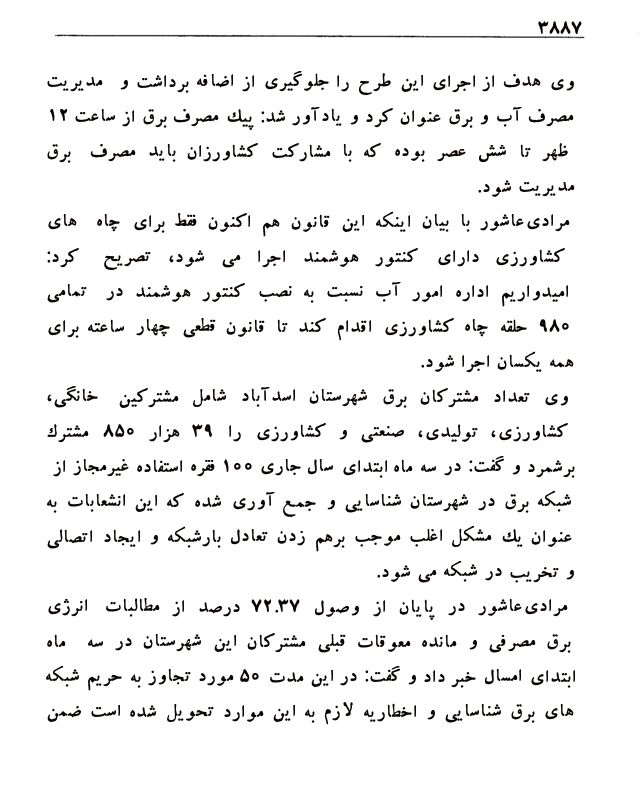 ۳۸۸۷
وی هدف از اجرای این طرح را جلوگیری از اضافه برداشت و مدیریت
مصرف آب و برق عنوان کرد و یادآور شد: پیك مصرف برق از ساعت ۱۲
ظهر تا شش عصر بوده که با مشارکت کشاورزان باید مصرف برق
مدیریت شود.
مرادی‌عاشور با بیان اینکه این قانون هم اکنون فقط برای چاه های
کشاورزی دارای کنتور هوشمند اجرا می شود، تصریح کرد:
امیدواریم اداره امور آب نسبت به نصب کنتور هوشمند در تمامی
۹۸۰ حلقه چاه کشاورزی اقدام کند تا قانون قطعی چهار ساعته برای
همه یکسان اجرا شود.
وی تعداد مشترکان برق شهرستان اسدآباد شامل مشترکین خانگی،
کشاورزی، تولیدی، صنعتی و کشاورزی را ۳۹ هزار ۸۵۰ مشترك
برشمرد و گفت: در سه ماه ابتدای سال جاری ۱۰۰ فقره استفاده غیرمجاز از
شبکه برق در شهرستان شناسایی و جمع آوری شده که این انشعابات به
عنوان یك مشکل اغلب موجب برهم زدن تعادل بارشبکه و ایجاد اتصالی
و تخریب در شبکه می شود.
مرادی‌عاشور در پایان از وصول ۷۲.۳۷ درصد از مطالبات انرژی
برق مصرفی و مانده معوقات قبلی مشترکان این شهرستان در سه ماه
ابتدای امسال خبر داد و گفت: در این مدت ۵۰ مورد تجاوز به حریم شبکه
های برق شناسایی و اخطاریه لازم به این موارد تحویل شده است ضمن